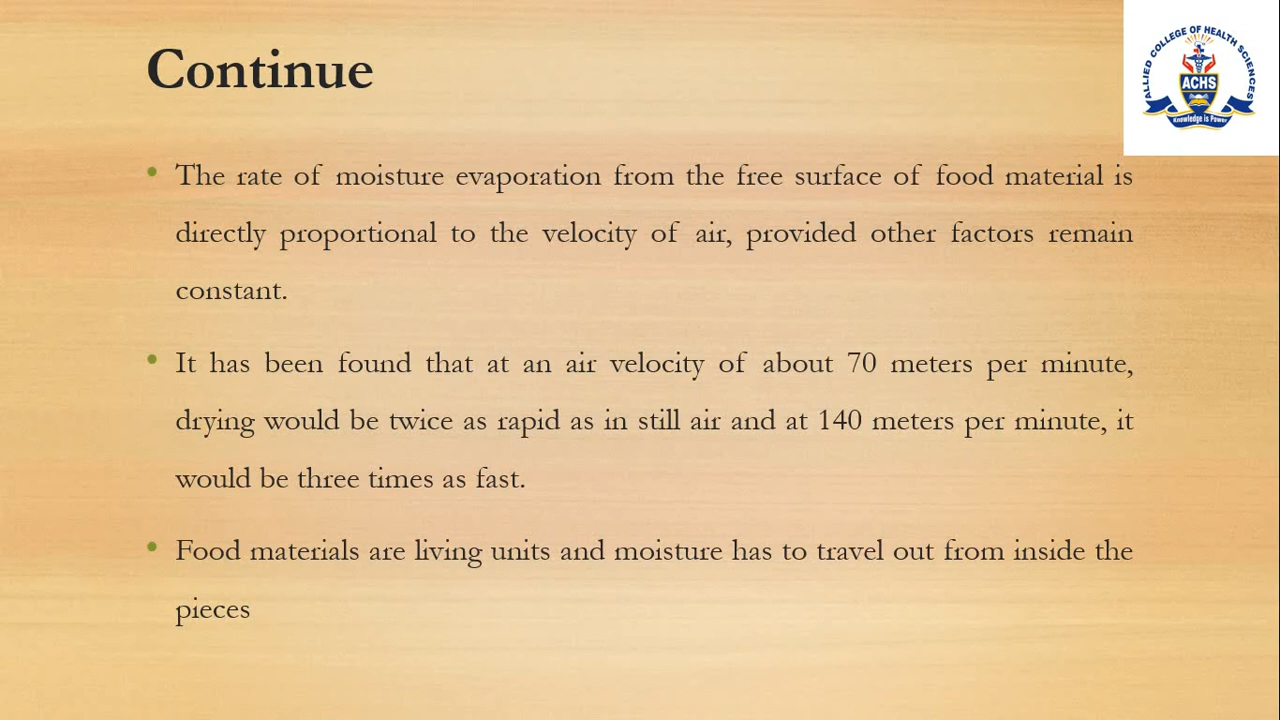 Continue
ALLIED COLLEGE OF HEALTH SCIENCES
ACHS
Knowledge is Power
• The rate of moisture evaporation from the free surface of food material is
directly proportional to the velocity of air, provided other factors remain
constant.
• It has been found that at an air velocity of about 70 meters per minute,
drying would be twice as rapid as in still air and at 140 meters per minute, it
would be three times as fast.
• Food materials are living units and moisture has to travel out from inside the
pieces